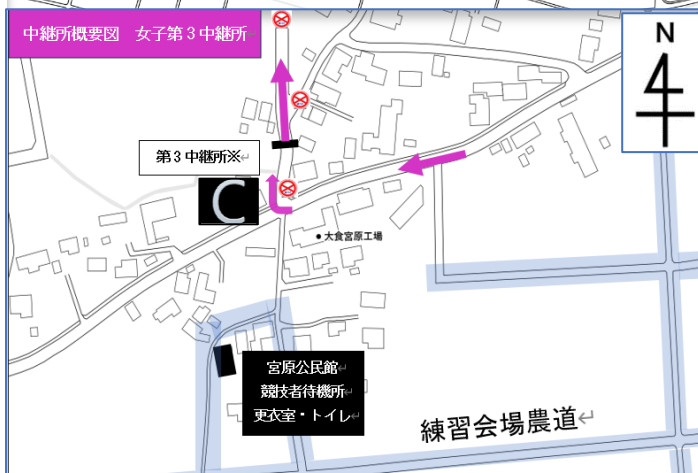 中継所概要図　女子第３中継所
N
第３中継所※
C
大食宮原工場
宮原公民館
競技者待機所
更衣室・トイレ
練習会場農道